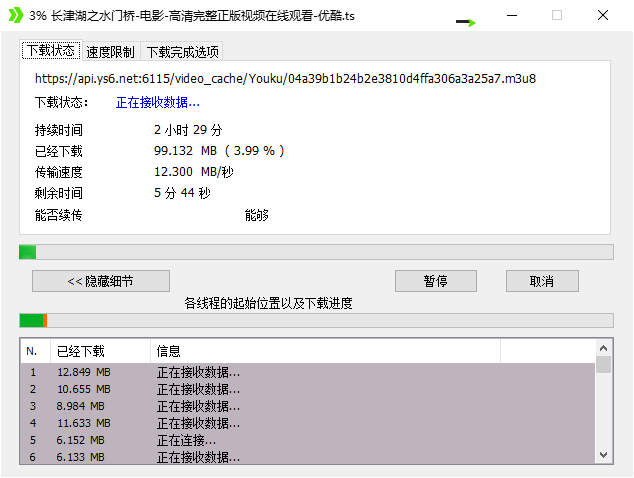 3% 长津湖之水门桥-电影-高清完整正版视频在线观看-优酷.ts
下载状态 速度限制 下载完成选项
https://api.ys6.net:6115/video_cache/Youku/04a39b1b24b2e3810d4ffa306a3a25a7.m3u8
下载状态： 正在接收数据...
持续时间 2 小时 29 分
已经下载 99.132 MB ( 3.99 % )
传输速度 12.300 MB/秒
剩余时间 5 分 44 秒
能否续传 能够
<< 隐藏细节 暂停 取消
各线程的起始位置以及下载进度
N. 已经下载 信息
1 12.849 MB 正在接收数据...
2 10.655 MB 正在接收数据...
3 8.984 MB 正在接收数据...
4 11.633 MB 正在接收数据...
5 6.152 MB 正在连接...
6 6.133 MB 正在接收数据...